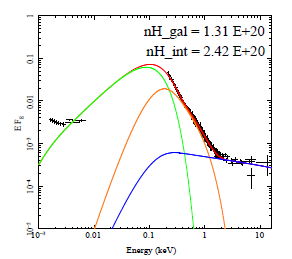 nH_gal = 1.31 E+20
nH_int = 2.42 E+20
1
0.1
0.01
10⁻³
10⁻⁴
10⁻⁵
10⁻³ 0.01 0.1 1 10
Energy (keV)